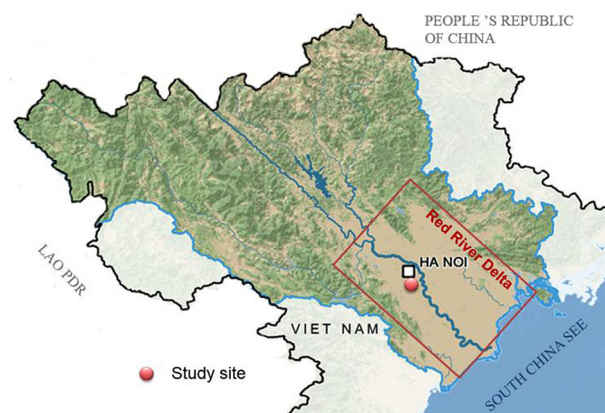 PEOPLE 'S REPUBLIC
OF CHINA
Red River Delta
HA NOI
LAO PDR
VIET NAM
SOUTH CHINA SEE
Study site